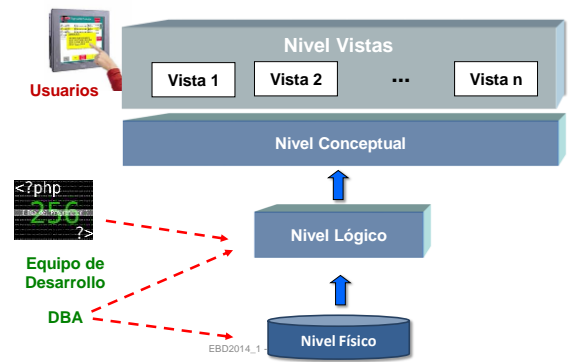 Nivel Vistas
Vista 1
Vista 2
...
Vista n
Usuarios
Nivel Conceptual
<?php
256
?>
Nivel Lógico
Equipo de
Desarrollo
DBA
Nivel Físico
EBD2014_1 -